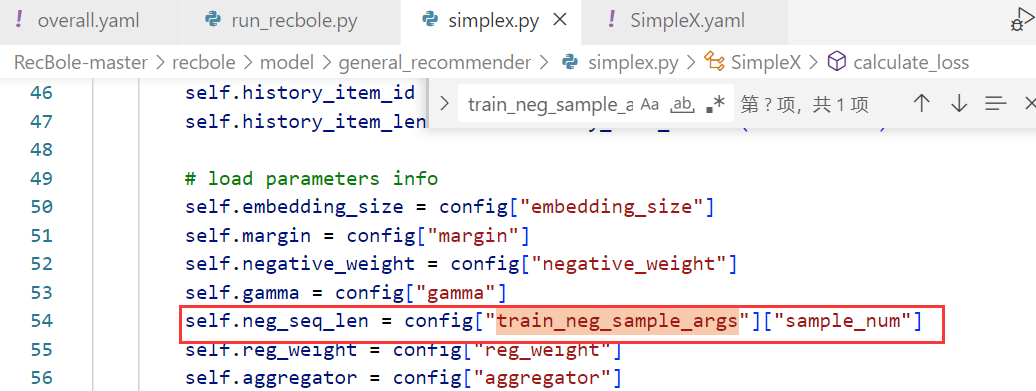 overall.yaml
run_recbole.py
simplex.py
SimpleX.yaml
RecBole-master > recbole > model > general_recommender > simplex.py > SimpleX > calculate_loss
train_neg_sample_a Aa ab .* 第 ? 项，共 1 项
46 self.history_item_id
47 self.history_item_len
48
49 # load parameters info
50 self.embedding_size = config["embedding_size"]
51 self.margin = config["margin"]
52 self.negative_weight = config["negative_weight"]
53 self.gamma = config["gamma"]
54 self.neg_seq_len = config["train_neg_sample_args"]["sample_num"]
55 self.reg_weight = config["reg_weight"]
56 self.aggregator = config["aggregator"]